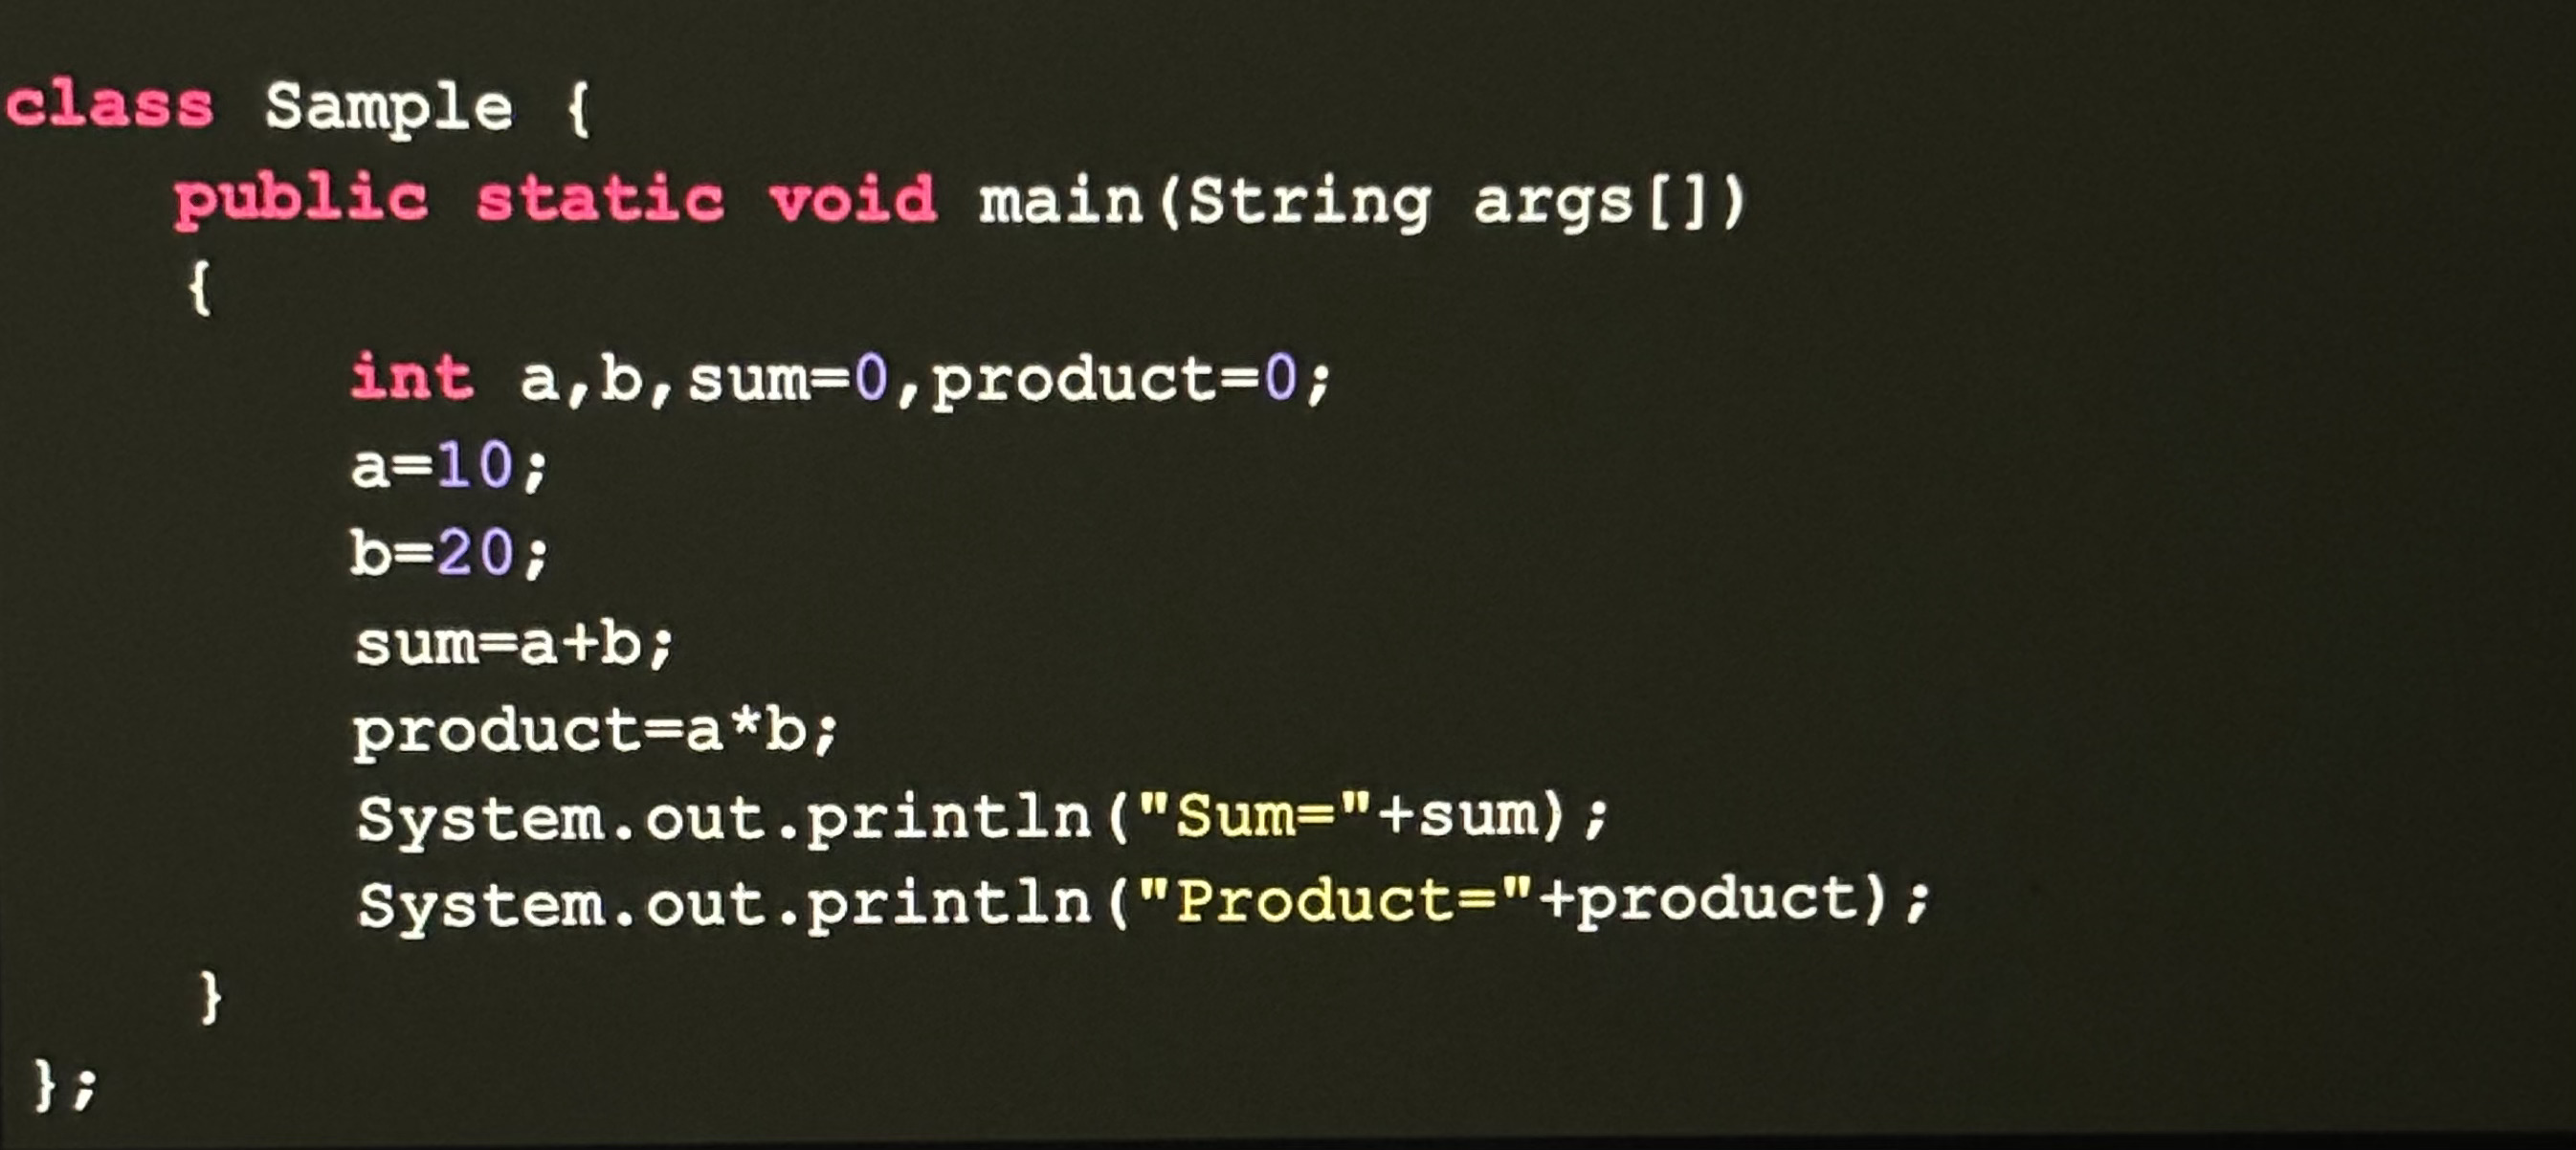 class Sample {
    public static void main(String args[])
    {
        int a,b,sum=0,product=0;
        a=10;
        b=20;
        sum=a+b;
        product=a*b;
        System.out.println("Sum="+sum);
        System.out.println("Product="+product);
    }
};